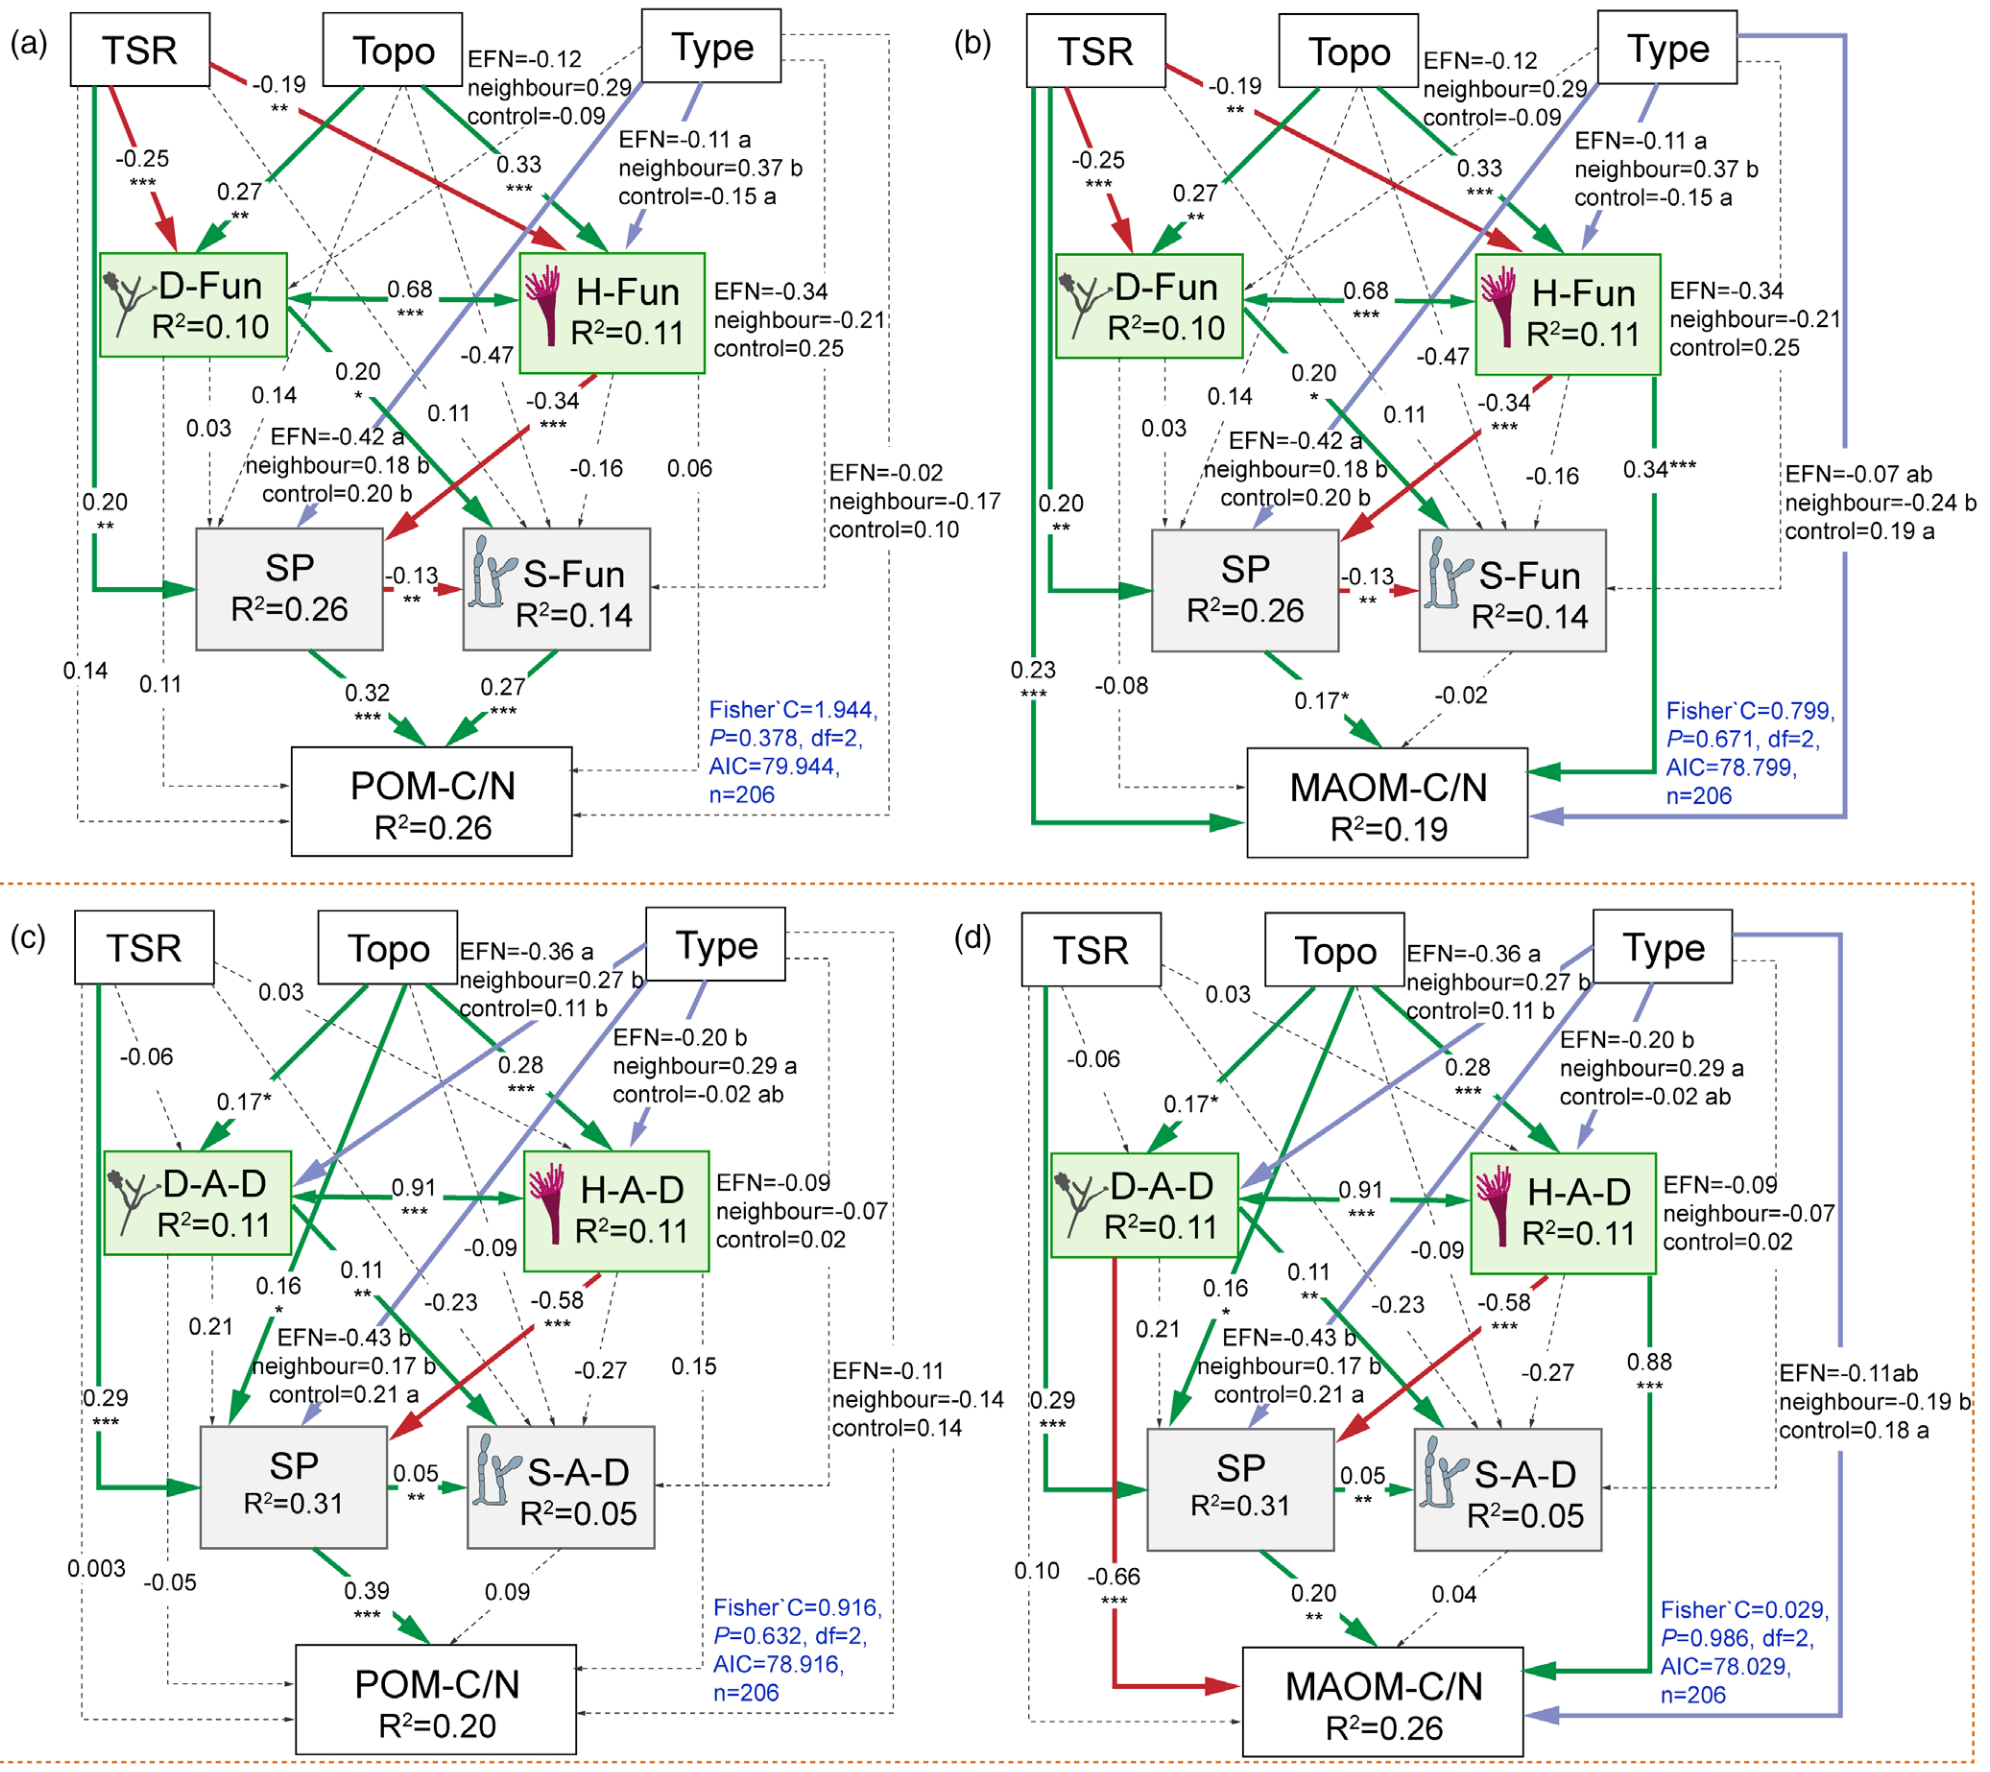 (a)
TSR
Topo
Type
EFN=-0.12
neighbour=0.29
control=-0.09
-0.19
**
EFN=-0.11 a
neighbour=0.37 b
control=-0.15 a
-0.25
***
0.27
**
0.33
***
D-Fun
R²=0.10
0.68
***
H-Fun
R²=0.11
EFN=-0.34
neighbour=-0.21
control=0.25
-0.47
0.20
*
0.14
0.11
-0.34
***
0.03
EFN=-0.42 a
neighbour=0.18 b
control=0.20 b
-0.16
0.06
EFN=-0.02
neighbour=-0.17
control=0.10
0.20
**
SP
R²=0.26
-0.13
**
S-Fun
R²=0.14
0.14
0.11
0.32
***
0.27
***
Fisher`C=1.944,
P=0.378, df=2,
AIC=79.944,
n=206
POM-C/N
R²=0.26
(b)
TSR
Topo
Type
EFN=-0.12
neighbour=0.29
control=-0.09
-0.19
**
EFN=-0.11 a
neighbour=0.37 b
control=-0.15 a
-0.25
***
0.27
**
0.33
***
D-Fun
R²=0.10
0.68
***
H-Fun
R²=0.11
EFN=-0.34
neighbour=-0.21
control=0.25
-0.47
0.20
*
0.14
0.11
-0.34
***
0.03
EFN=-0.42 a
neighbour=0.18 b
control=0.20 b
-0.16
0.34***
EFN=-0.07 ab
neighbour=-0.24 b
control=0.19 a
0.20
**
SP
R²=0.26
-0.13
**
S-Fun
R²=0.14
0.23
***
-0.08
0.17*
-0.02
Fisher`C=0.799,
P=0.671, df=2,
AIC=78.799,
n=206
MAOM-C/N
R²=0.19
(c)
TSR
Topo
Type
EFN=-0.36 a
neighbour=0.27 b
control=0.11 b
0.03
EFN=-0.20 b
neighbour=0.29 a
control=-0.02 ab
-0.06
0.17*
0.28
***
D-A-D
R²=0.11
0.91
***
H-A-D
R²=0.11
EFN=-0.09
neighbour=-0.07
control=0.02
-0.09
0.16
*
0.11
**
-0.23
-0.58
***
0.21
EFN=-0.43 b
neighbour=0.17 b
control=0.21 a
-0.27
0.15
EFN=-0.11
neighbour=-0.14
control=0.14
0.29
***
SP
R²=0.31
0.05
**
S-A-D
R²=0.05
0.003
-0.05
0.39
***
0.09
Fisher`C=0.916,
P=0.632, df=2,
AIC=78.916,
n=206
POM-C/N
R²=0.20
(d)
TSR
Topo
Type
EFN=-0.36 a
neighbour=0.27 b
control=0.11 b
0.03
EFN=-0.20 b
neighbour=0.29 a
control=-0.02 ab
-0.06
0.17*
0.28
***
D-A-D
R²=0.11
0.91
***
H-A-D
R²=0.11
EFN=-0.09
neighbour=-0.07
control=0.02
-0.09
0.16
*
0.11
**
-0.23
-0.58
***
0.21
EFN=-0.43 b
neighbour=0.17 b
control=0.21 a
-0.27
0.88
***
EFN=-0.11ab
neighbour=-0.19 b
control=0.18 a
0.29
***
SP
R²=0.31
0.05
**
S-A-D
R²=0.05
0.10
-0.66
***
0.20
**
0.04
Fisher`C=0.029,
P=0.986, df=2,
AIC=78.029,
n=206
MAOM-C/N
R²=0.26